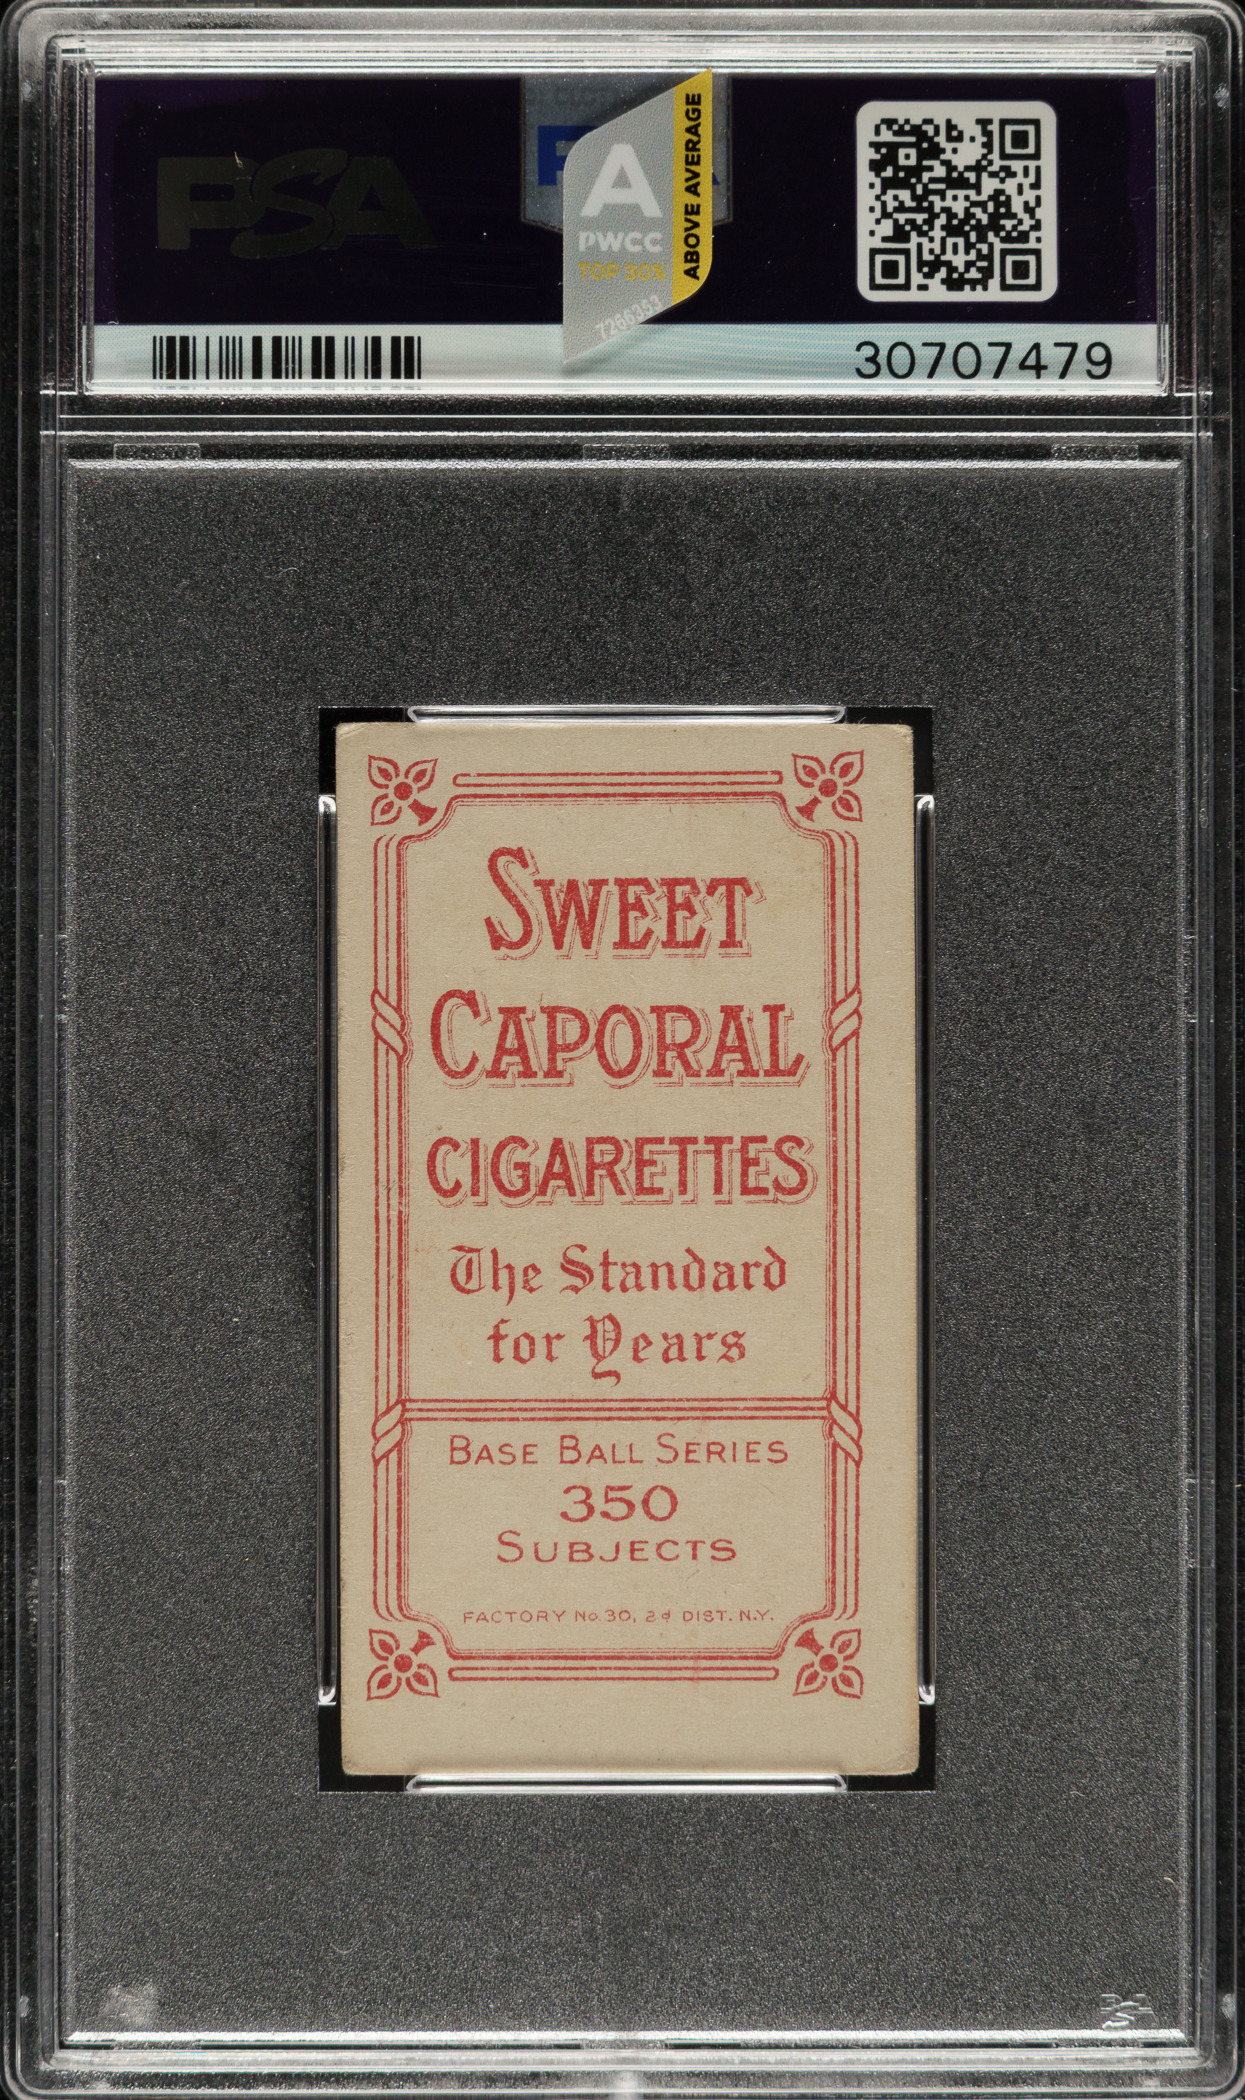 PSA
A
PWCC
TOP 30%
7266353
ABOVE AVERAGE
30707479
SWEET
CAPORAL
CIGARETTES
The Standard
for Years
BASE BALL SERIES
350
SUBJECTS
FACTORY No. 30, 2d DIST. N.Y.
PSA